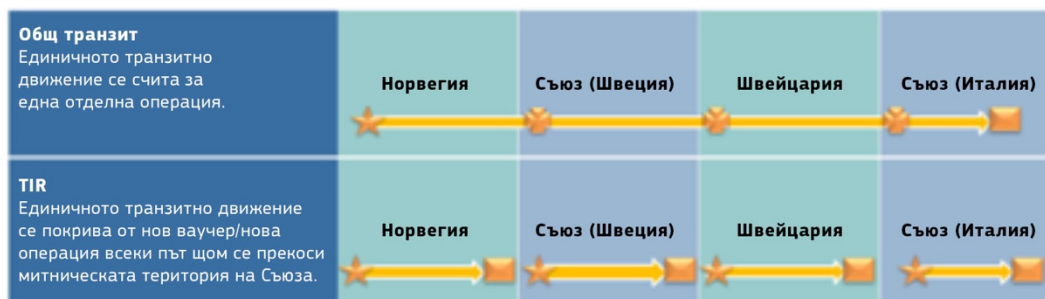 Общ транзит
Единичното транзитно
движение се счита за
една отделна операция.
Норвегия
Съюз (Швеция)
Швейцария
Съюз (Италия)
TIR
Единичното транзитно движение
се покрива от нов ваучер/нова
операция всеки път щом се прекоси
митническата територия на Съюза.
Норвегия
Съюз (Швеция)
Швейцария
Съюз (Италия)